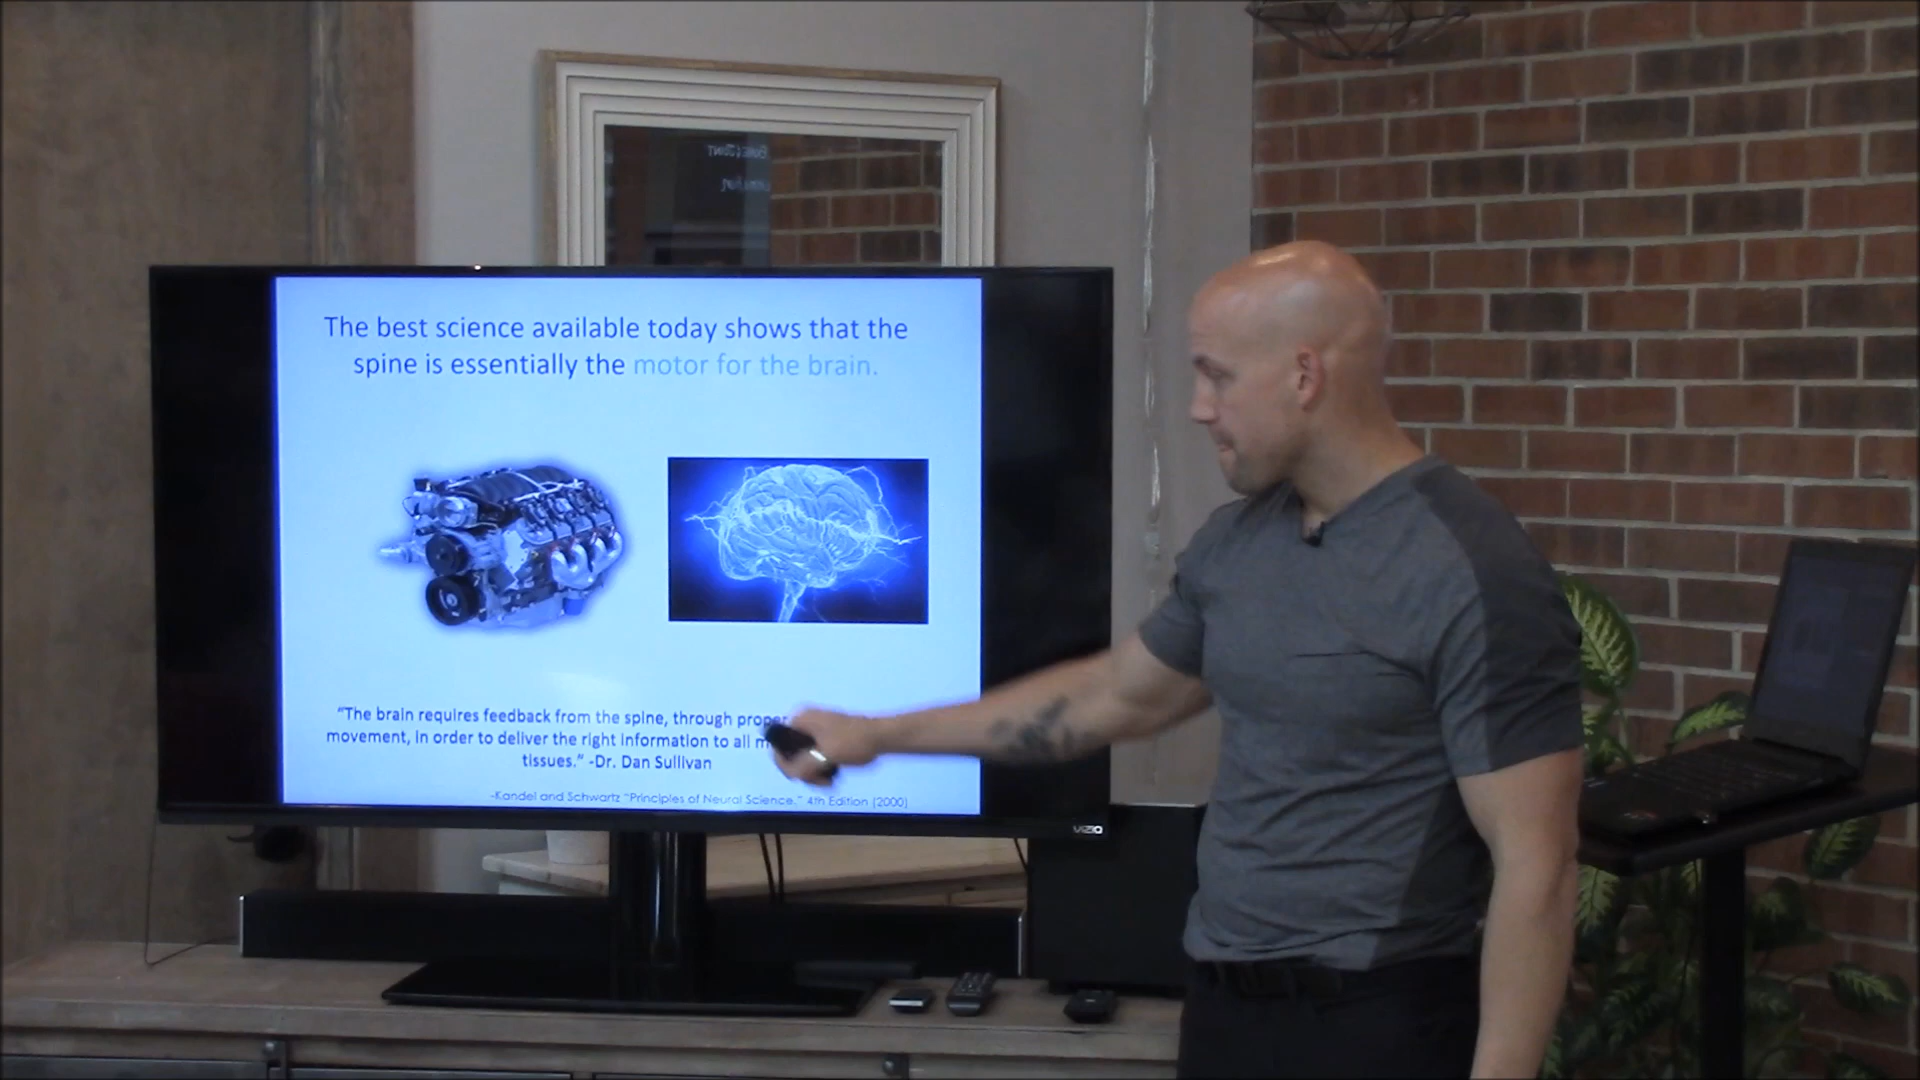 The best science available today shows that the
spine is essentially the motor for the brain.
"The brain requires feedback from the spine, through proper
movement, in order to deliver the right information to all
tissues." -Dr. Dan Sullivan
-Kandel and Schwartz "Principles of Neural Science." 4th Edition (2000)
VIZIO